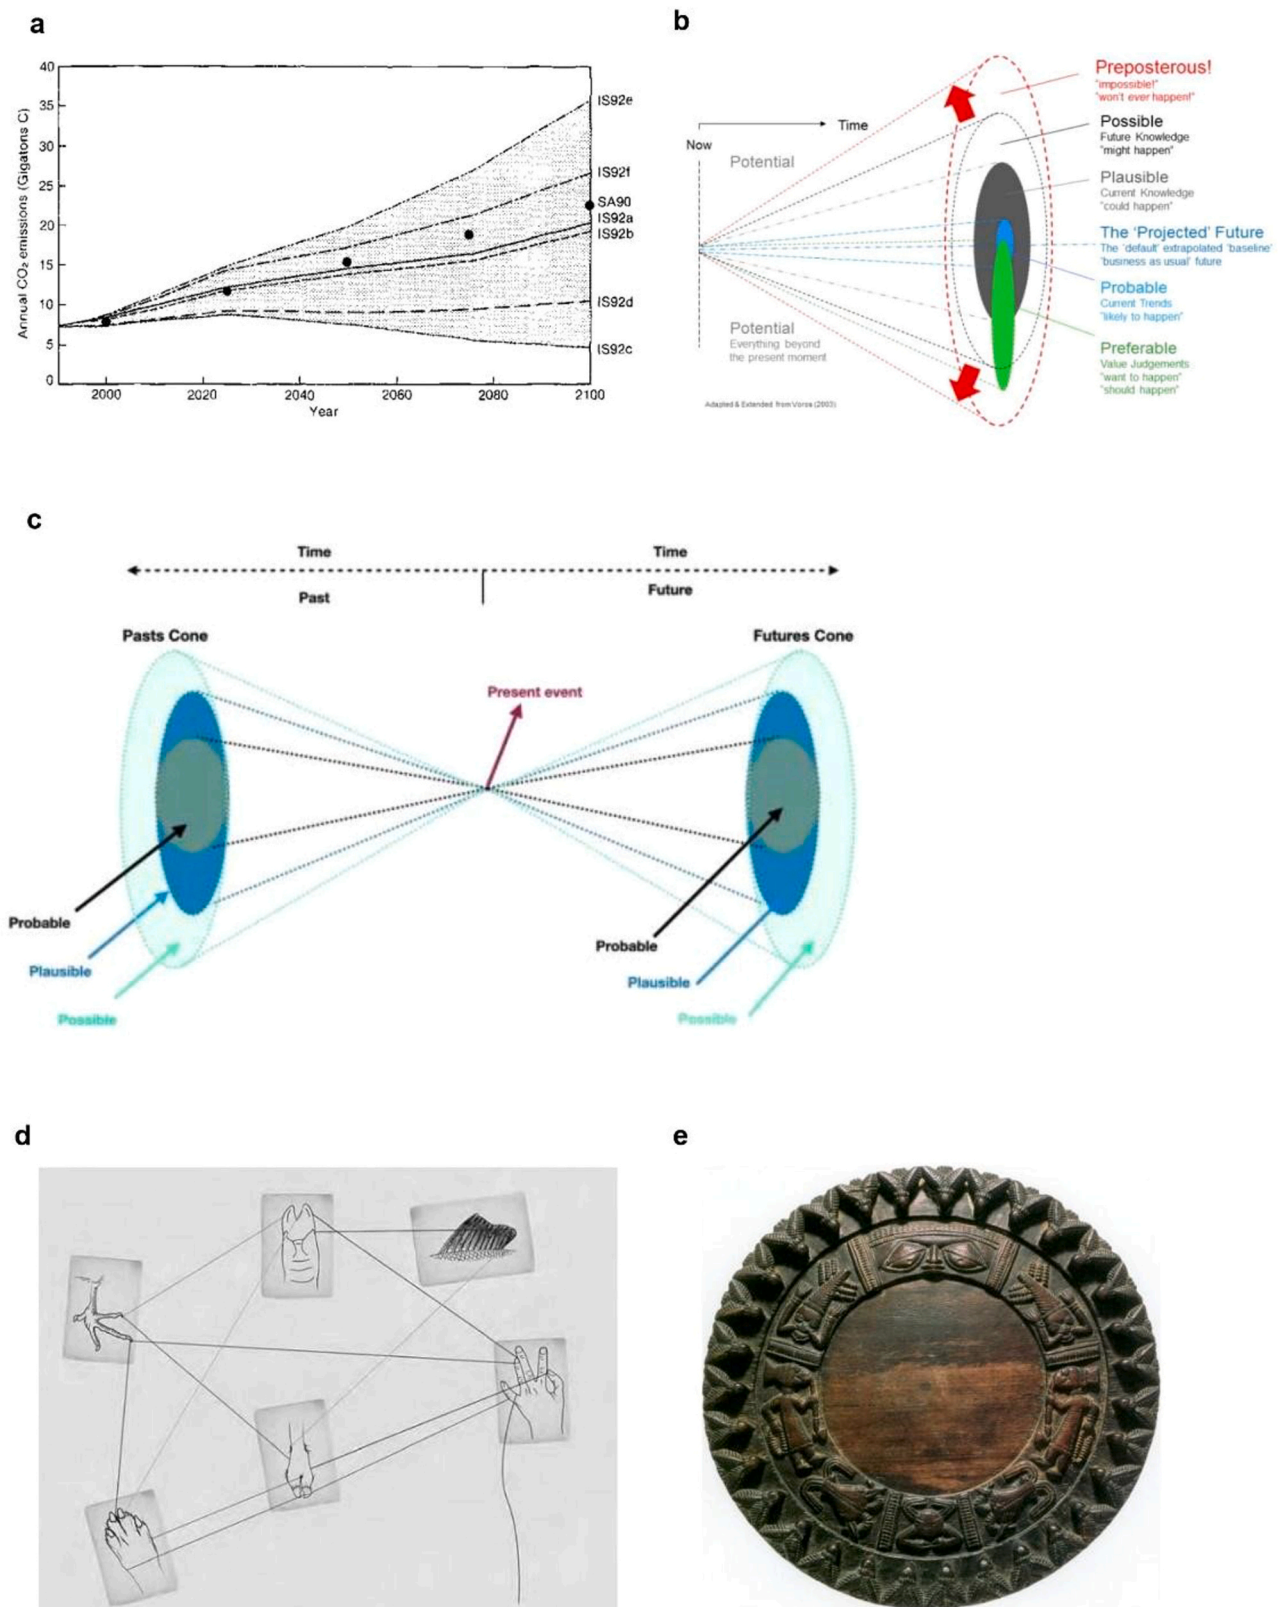 a
40
35
30
25
20
15
10
5
0
Annual CO₂ emissions (Gigatons C)
2000 2020 2040 2060 2080 2100
Year
IS92e
IS92f
SA90
IS92a
IS92b
IS92d
IS92c
b
Time
Now
Potential
Potential
Everything beyond
the present moment
Adapted & Extended from Voros (2003)
Preposterous!
"impossible!"
"won't ever happen!"
Possible
Future Knowledge
"might happen"
Plausible
Current Knowledge
"could happen"
The 'Projected' Future
The 'default' extrapolated 'baseline'
'business as usual' future
Probable
Current Trends
"likely to happen"
Preferable
Value Judgements
"want to happen"
"should happen"
c
Time Time
Past Future
Pasts Cone Futures Cone
Present event
Probable
Plausible
Possible
Probable
Plausible
Possible
d
e